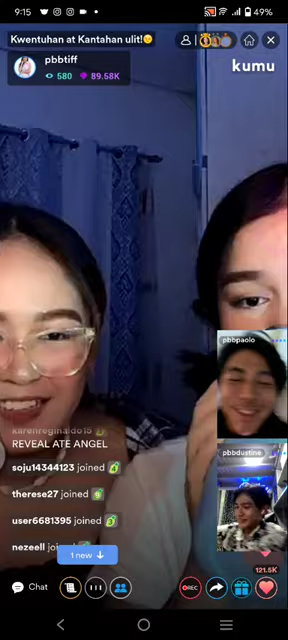 9:15
49%
Kwentuhan at Kantahan ulit!
pbbtiff
580 89.58K
kumu
pbbpaolo
karenreginaldo15
REVEAL ATE ANGEL
pbbdustine
soju14344123 joined
therese27 joined
user6681395 joined
nezeell
1 new
121.5K
Chat
REC